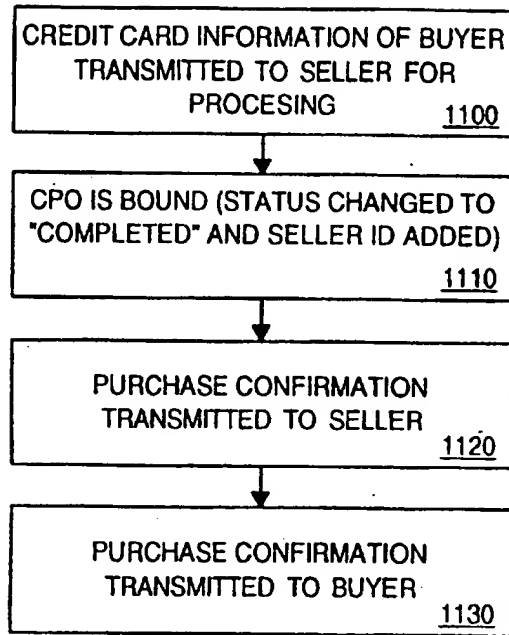 CREDIT CARD INFORMATION OF BUYER
TRANSMITTED TO SELLER FOR
PROCESING
1100
CPO IS BOUND (STATUS CHANGED TO
"COMPLETED" AND SELLER ID ADDED)
1110
PURCHASE CONFIRMATION
TRANSMITTED TO SELLER
1120
PURCHASE CONFIRMATION
TRANSMITTED TO BUYER
1130